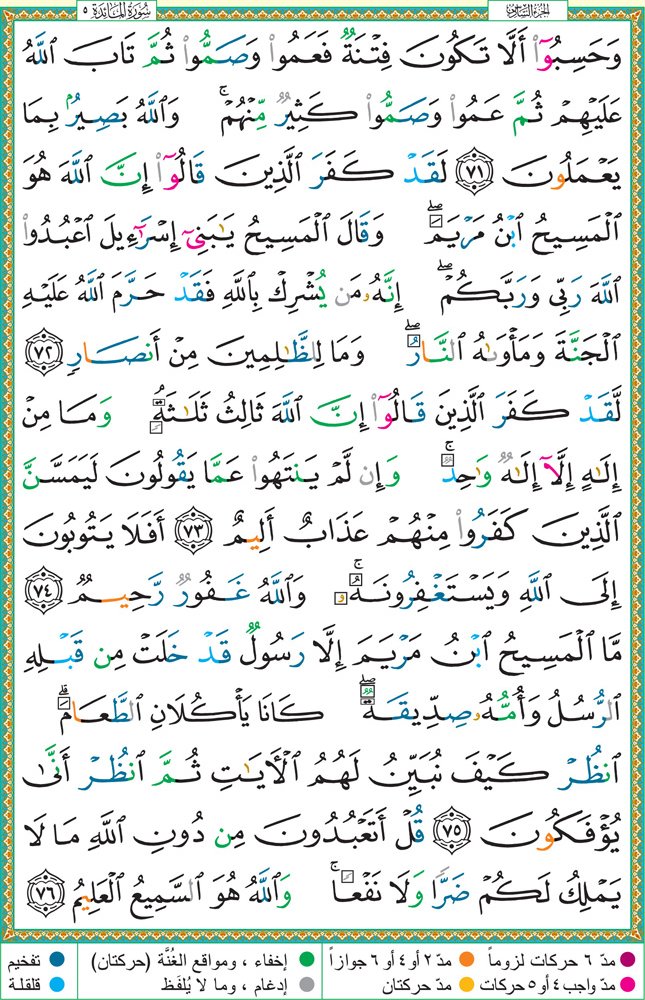 سُورَةُ المَائدة ٥
الجزء السادس
وَحَسِبُوٓا۟ أَلَّا تَكُونَ فِتْنَةٌ فَعَمُوا۟ وَصَمُّوا۟ ثُمَّ تَابَ ٱللَّهُ
عَلَيْهِمْ ثُمَّ عَمُوا۟ وَصَمُّوا۟ كَثِيرٌ مِّنْهُمْ ۚ وَٱللَّهُ بَصِيرٌۢ بِمَا
يَعْمَلُونَ ٧١ لَقَدْ كَفَرَ ٱلَّذِينَ قَالُوٓا۟ إِنَّ ٱللَّهَ هُوَ
ٱلْمَسِيحُ ٱبْنُ مَرْيَمَ ۖ وَقَالَ ٱلْمَسِيحُ يَٰبَنِىٓ إِسْرَٰٓءِيلَ ٱعْبُدُوا۟
ٱللَّهَ رَبِّى وَرَبَّكُمْ ۖ إِنَّهُۥ مَن يُشْرِكْ بِٱللَّهِ فَقَدْ حَرَّمَ ٱللَّهُ عَلَيْهِ
ٱلْجَنَّةَ وَمَأْوَىٰهُ ٱلنَّارُ ۖ وَمَا لِلظَّٰلِمِينَ مِنْ أَنصَارٍ ٧٢
لَّقَدْ كَفَرَ ٱلَّذِينَ قَالُوٓا۟ إِنَّ ٱللَّهَ ثَالِثُ ثَلَٰثَةٍ ۘ وَمَا مِنْ
إِلَٰهٍ إِلَّآ إِلَٰهٌ وَٰحِدٌ ۚ وَإِن لَّمْ يَنتَهُوا۟ عَمَّا يَقُولُونَ لَيَمَسَّنَّ
ٱلَّذِينَ كَفَرُوا۟ مِنْهُمْ عَذَابٌ أَلِيمٌ ٧٣ أَفَلَا يَتُوبُونَ
إِلَى ٱللَّهِ وَيَسْتَغْفِرُونَهُۥ ۚ وَٱللَّهُ غَفُورٌ رَّحِيمٌ ٧٤
مَّا ٱلْمَسِيحُ ٱبْنُ مَرْيَمَ إِلَّا رَسُولٌ قَدْ خَلَتْ مِن قَبْلِهِ
ٱلرُّسُلُ وَأُمُّهُۥ صِدِّيقَةٌ ۖ كَانَا يَأْكُلَانِ ٱلطَّعَامَ ۗ
ٱنظُرْ كَيْفَ نُبَيِّنُ لَهُمُ ٱلْءَايَٰتِ ثُمَّ ٱنظُرْ أَنَّىٰ
يُؤْفَكُونَ ٧٥ قُلْ أَتَعْبُدُونَ مِن دُونِ ٱللَّهِ مَا لَا
يَمْلِكُ لَكُمْ ضَرًّا وَلَا نَفْعًا ۚ وَٱللَّهُ هُوَ ٱلسَّمِيعُ ٱلْعَلِيمُ ٧٦
مدّ ٦ حركات لزوماً مدّ ٢ أو ٤ أو ٦ جوازاً إخفاء ، ومواقع الغُنَّة (حركتان) تفخيم
مدّ واجب ٤ أو ٥ حركات مدّ حركتان إدغام ، وما لا يُلفَظ قلقلة